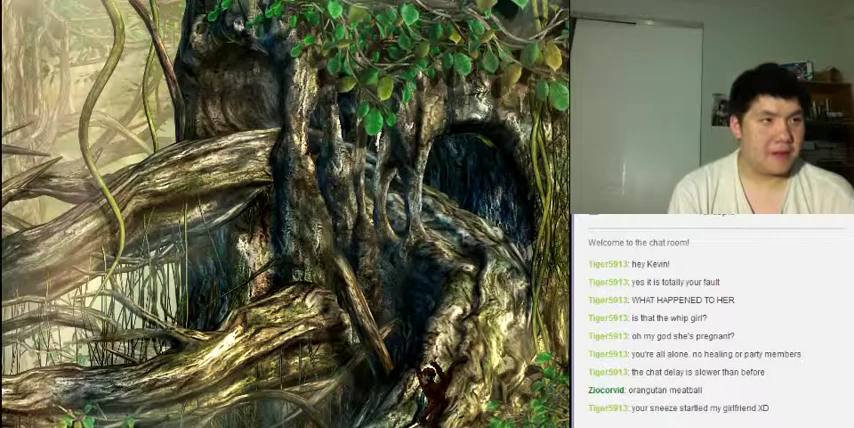 Welcome to the chat room!
Tiger5913: hey Kevin!
Tiger5913: yes it is totally your fault
Tiger5913: WHAT HAPPENED TO HER
Tiger5913: is that the whip girl?
Tiger5913: oh my god she's pregnant?
Tiger5913: you're all alone. no healing or party members
Tiger5913: the chat delay is slower than before
Ziocorvid: orangutan meatball
Tiger5913: your sneeze startled my girlfriend XD